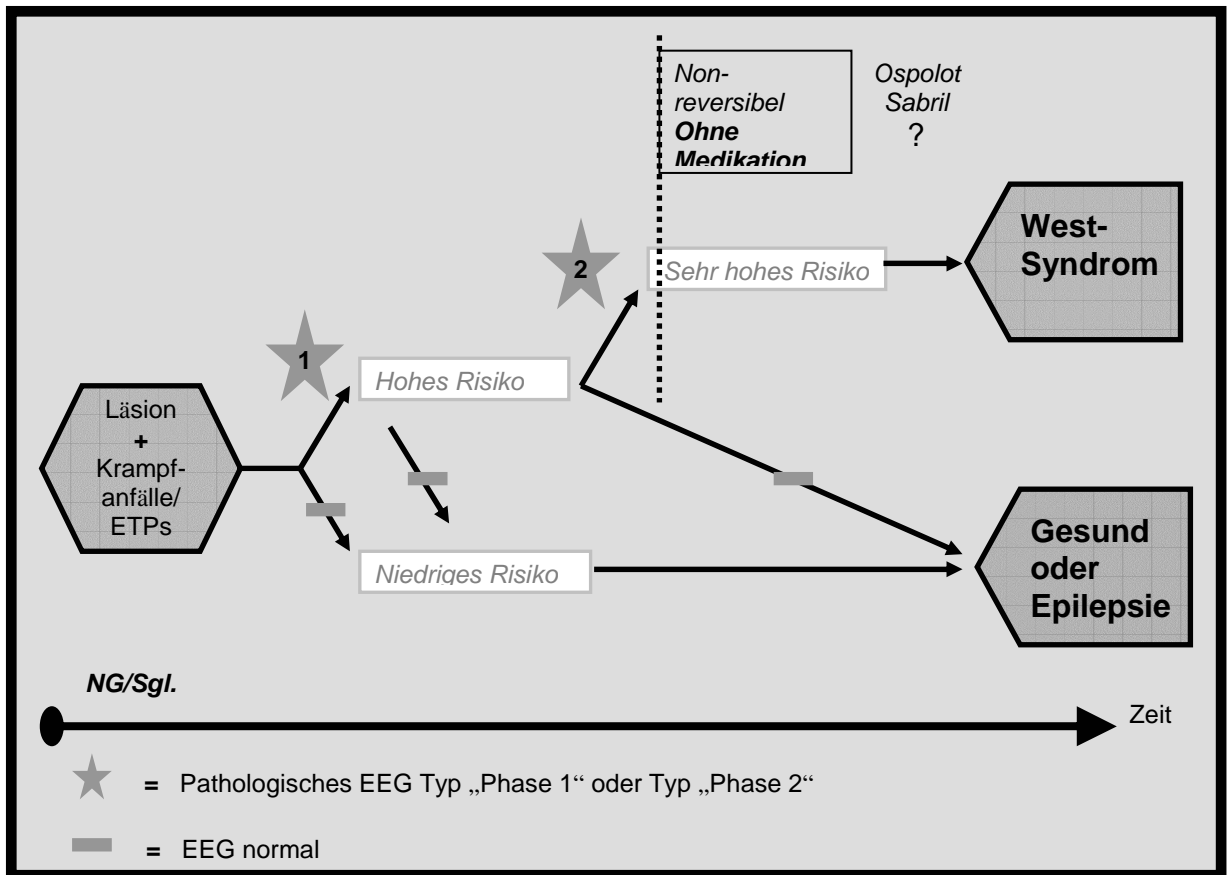 Non-
reversibel
Ohne
Medikation
Ospolot
Sabril
?
West-
Syndrom
2
Sehr hohes Risiko
1
Hohes Risiko
Läsion
+
Krampf-
anfälle/
ETPs
Niedriges Risiko
Gesund
oder
Epilepsie
NG/Sgl.
Zeit
= Pathologisches EEG Typ „Phase 1“ oder Typ „Phase 2“
= EEG normal